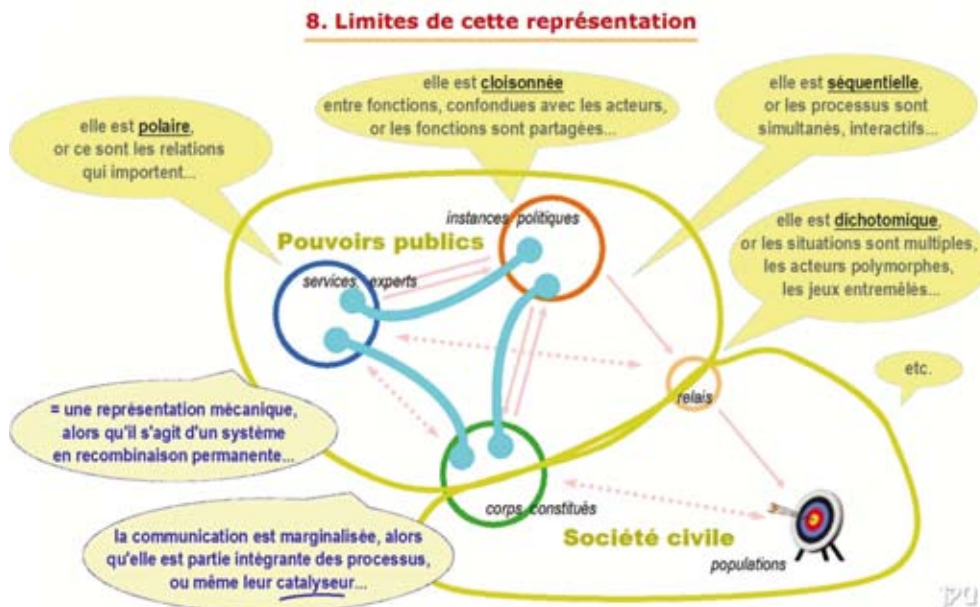 8. Limites de cette représentation
elle est cloisonnée
entre fonctions, confondues avec les acteurs,
or les fonctions sont partagées...
elle est séquentielle,
or les processus sont
simultanés, interactifs...
elle est polaire,
or ce sont les relations
qui importent...
instances politiques
Pouvoirs publics
services experts
elle est dichotomique,
or les situations sont multiples,
les acteurs polymorphes,
les jeux entremêlés...
etc.
relais
= une représentation mécanique,
alors qu'il s'agit d'un système
en recombinaison permanente...
corps constitués
Société civile
populations
la communication est marginalisée, alors
qu'elle est partie intégrante des processus,
ou même leur catalyseur...